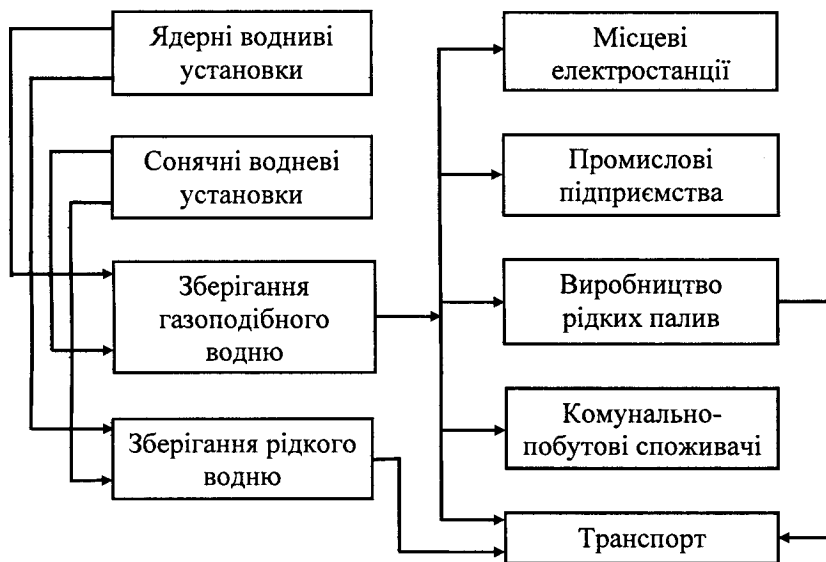 Ядерні водниві
установки
Сонячні водневі
установки
Зберігання
газоподібного
водню
Зберігання рідкого
водню
Місцеві
електростанції
Промислові
підприємства
Виробництво
рідких палив
Комунально-
побутові споживачі
Транспорт